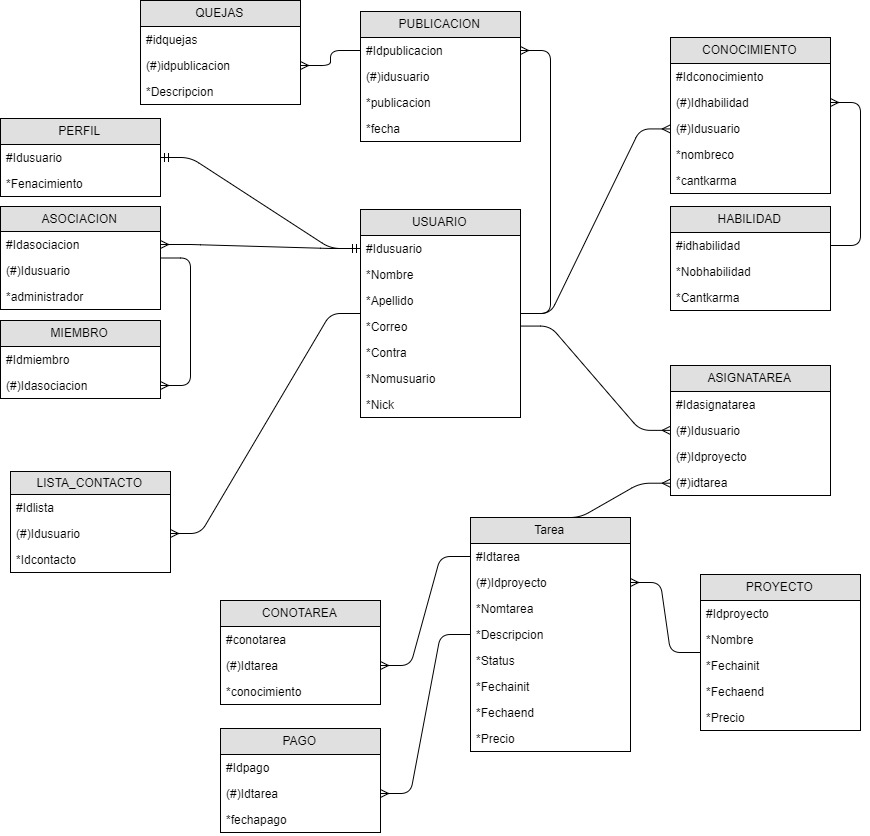 QUEJAS
#idquejas
(#)idpublicacion
*Descripcion
PUBLICACION
#Idpublicacion
(#)idusuario
*publicacion
*fecha
CONOCIMIENTO
#Idconocimiento
(#)Idhabilidad
(#)Idusuario
*nombreco
*cantkarma
PERFIL
#Idusuario
*Fenacimiento
ASOCIACION
#Idasociacion
(#)Idusuario
*administrador
USUARIO
#Idusuario
*Nombre
*Apellido
*Correo
*Contra
*Nomusuario
*Nick
HABILIDAD
#idhabilidad
*Nobhabilidad
*Cantkarma
MIEMBRO
#Idmiembro
(#)Idasociacion
ASIGNATAREA
#Idasignatarea
(#)Idusuario
(#)Idproyecto
(#)idtarea
LISTA_CONTACTO
#Idlista
(#)Idusuario
*Idcontacto
Tarea
#Idtarea
(#)Idproyecto
*Nomtarea
*Descripcion
*Status
*Fechainit
*Fechaend
*Precio
PROYECTO
#Idproyecto
*Nombre
*Fechainit
*Fechaend
*Precio
CONOTAREA
#conotarea
(#)Idtarea
*conocimiento
PAGO
#Idpago
(#)Idtarea
*fechapago